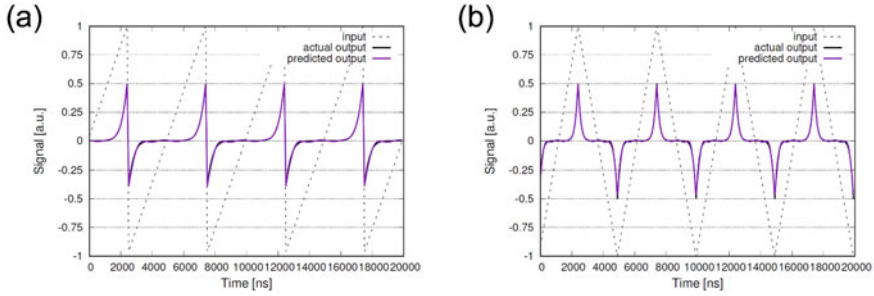 (a)
1
0.75
0.5
0.25
0
-0.25
-0.5
-0.75
-1
Signal [a.u.]
input
actual output
predicted output
0 2000 4000 6000 8000 10000 12000 14000 16000 18000 20000
Time [ns]
(b)
1
0.75
0.5
0.25
0
-0.25
-0.5
-0.75
-1
Signal [a.u.]
input
actual output
predicted output
0 2000 4000 6000 8000 10000 12000 14000 16000 18000 20000
Time [ns]